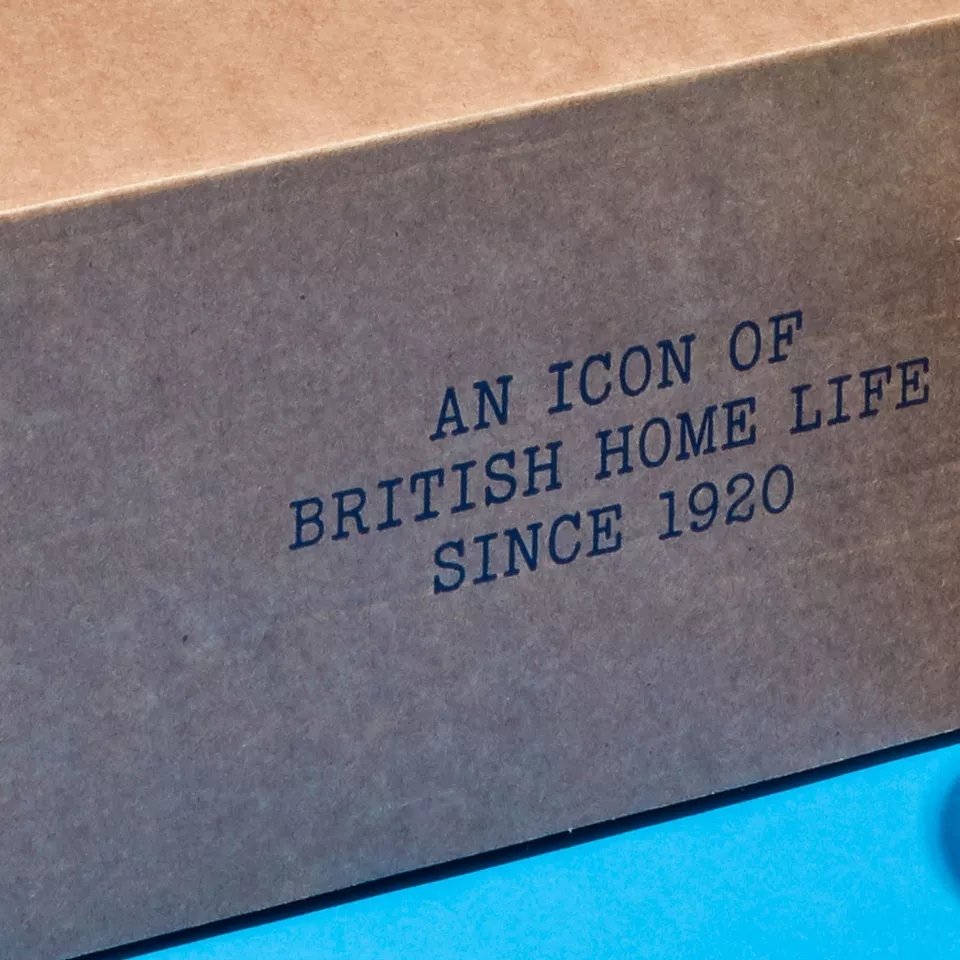 AN ICON OF
BRITISH HOME LIFE
SINCE 1920